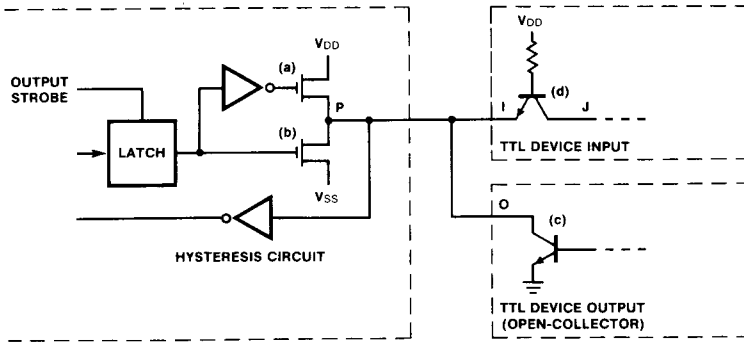 OUTPUT
STROBE
LATCH
(a)
VDD
P
(b)
VSS
HYSTERESIS CIRCUIT
VDD
(d)
I
J
TTL DEVICE INPUT
O
(c)
TTL DEVICE OUTPUT
(OPEN-COLLECTOR)